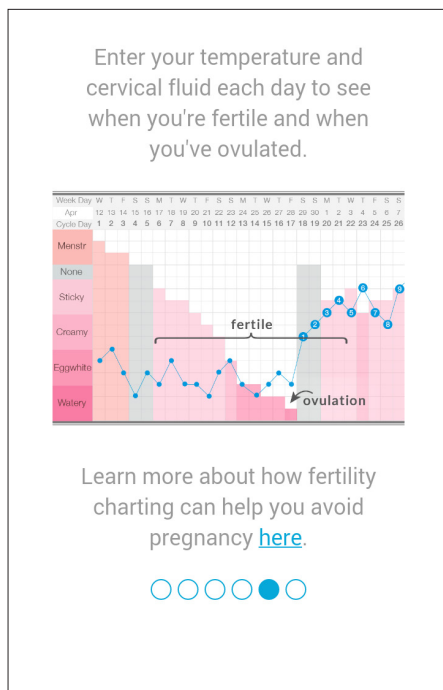 Enter your temperature and
cervical fluid each day to see
when you're fertile and when
you've ovulated.
Week Day W T F S S M T W T F S S M T W T F S S M T W T F S S
Apr 12 13 14 15 16 17 18 19 20 21 22 23 24 25 26 27 28 29 30 1 2 3 4 5 6 7
Cycle Day 1 2 3 4 5 6 7 8 9 10 11 12 13 14 15 16 17 18 19 20 21 22 23 24 25 26
Menstr
None
Sticky
Creamy
Eggwhite
Watery
fertile
1 2 3 4 5 6 7 8 9
ovulation
Learn more about how fertility
charting can help you avoid
pregnancy here.